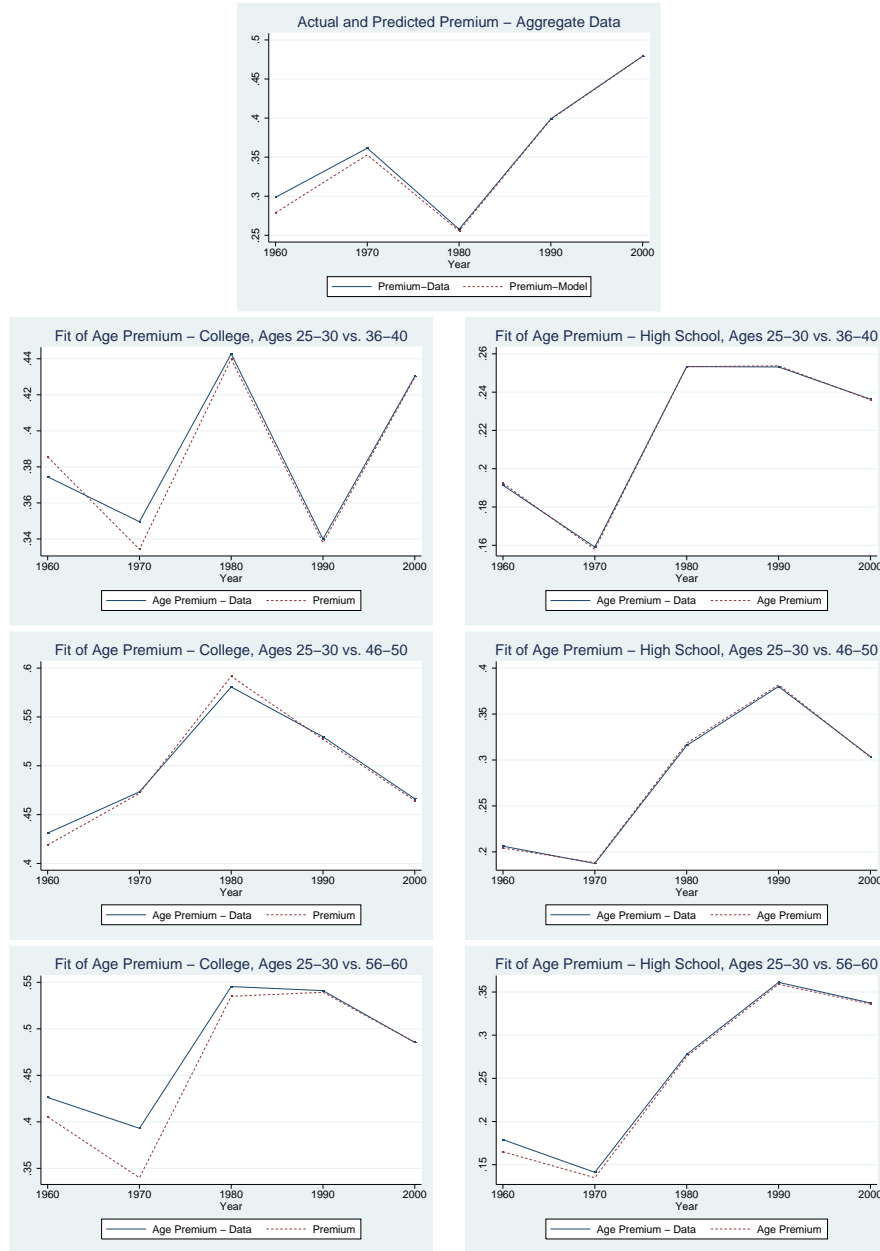 Actual and Predicted Premium – Aggregate Data
.5
.45
.4
.35
.3
.25
1960 1970 1980 1990 2000
Year
Premium–Data Premium–Model
Fit of Age Premium – College, Ages 25–30 vs. 36–40
.44
.42
.4
.38
.36
.34
1960 1970 1980 1990 2000
Year
Age Premium – Data Premium
Fit of Age Premium – High School, Ages 25–30 vs. 36–40
.26
.24
.22
.2
.18
.16
1960 1970 1980 1990 2000
Year
Age Premium – Data Age Premium
Fit of Age Premium – College, Ages 25–30 vs. 46–50
.6
.55
.5
.45
.4
1960 1970 1980 1990 2000
Year
Age Premium – Data Premium
Fit of Age Premium – High School, Ages 25–30 vs. 46–50
.4
.35
.3
.25
.2
1960 1970 1980 1990 2000
Year
Age Premium – Data Age Premium
Fit of Age Premium – College, Ages 25–30 vs. 56–60
.55
.5
.45
.4
.35
1960 1970 1980 1990 2000
Year
Age Premium – Data Premium
Fit of Age Premium – High School, Ages 25–30 vs. 56–60
.35
.3
.25
.2
.15
1960 1970 1980 1990 2000
Year
Age Premium – Data Age Premium